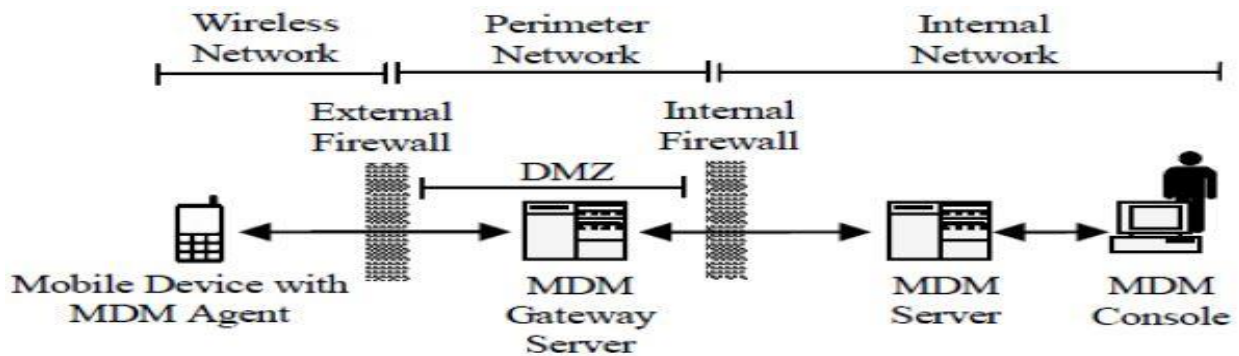 Wireless
Network
Perimeter
Network
Internal
Network
External
Firewall
Internal
Firewall
DMZ
Mobile Device with
MDM Agent
MDM
Gateway
Server
MDM
Server
MDM
Console